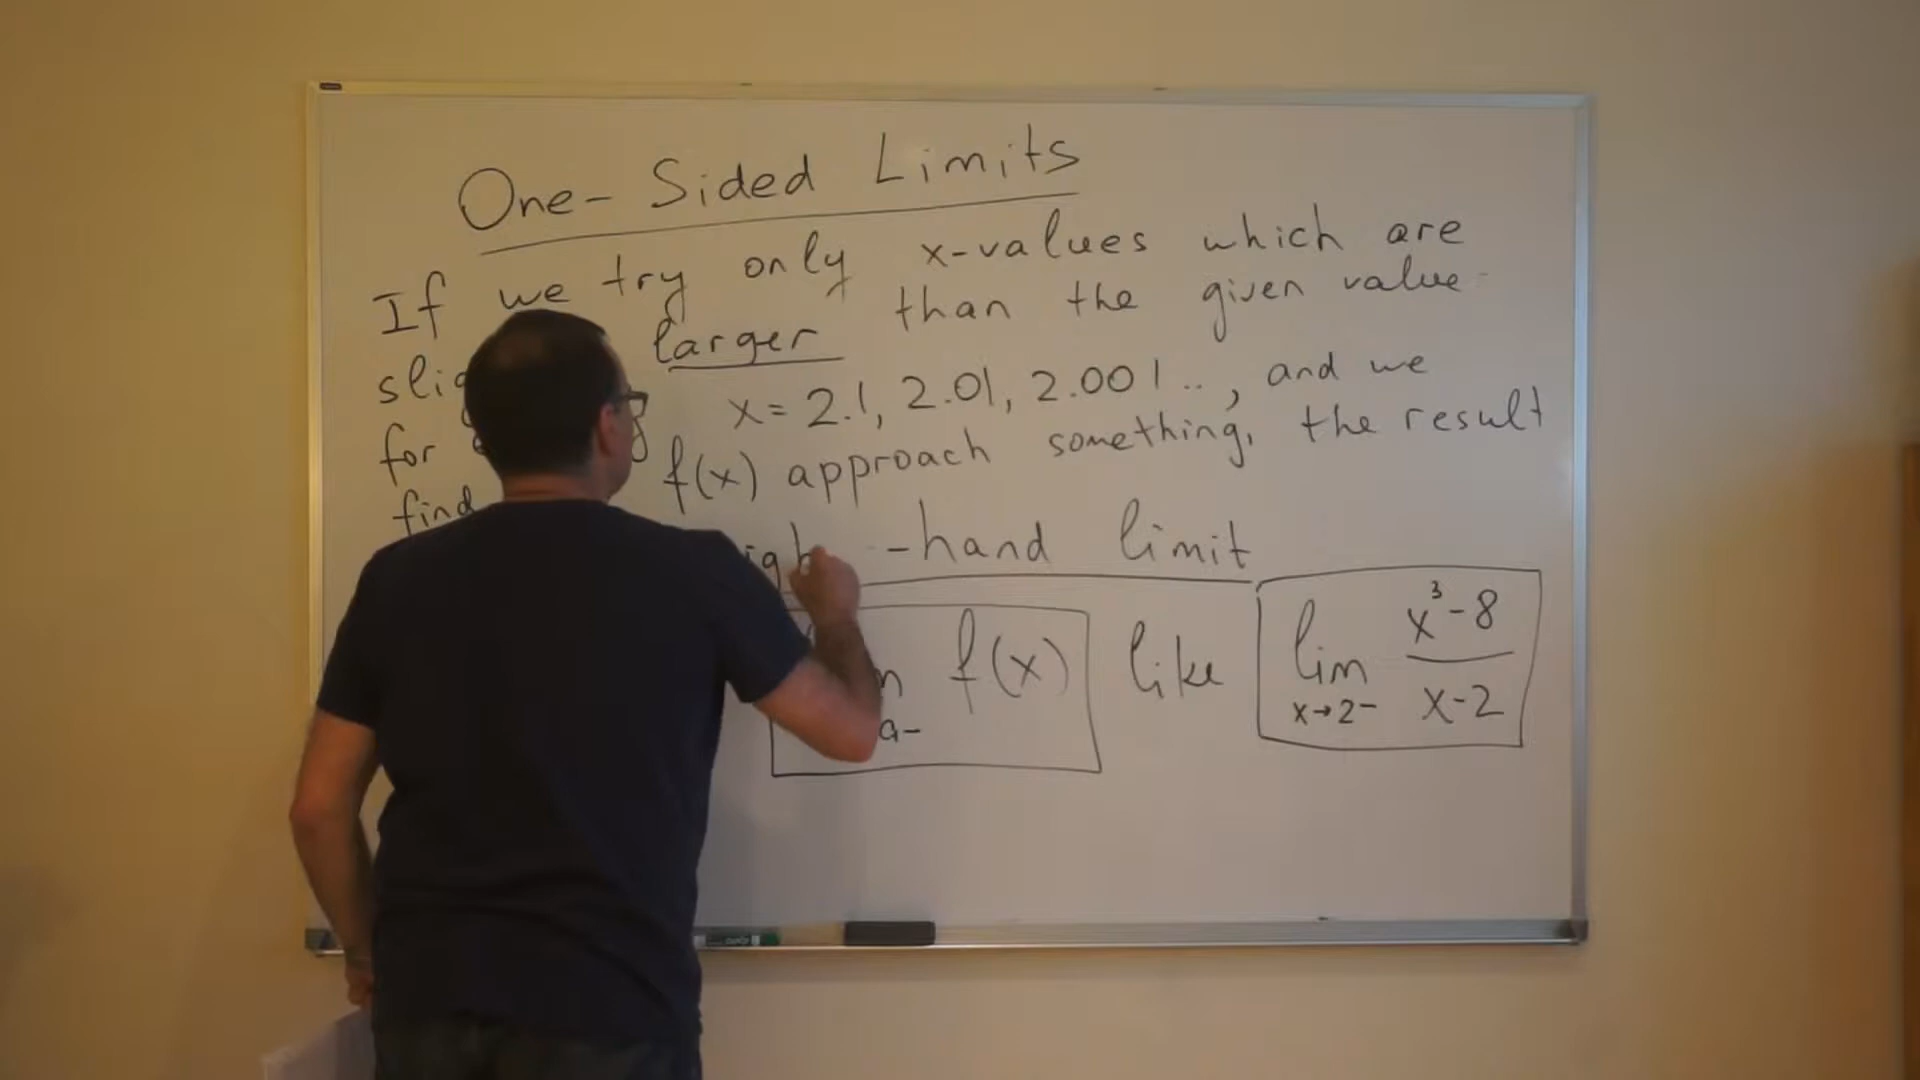 One-Sided Limits
If we try only x-values which are
larger than the given value
for x= 2.1, 2.01, 2.001.., and we
find f(x) approach something, the result
-hand limit
f(x) like lim x→2- x³-8 / x-2
a-